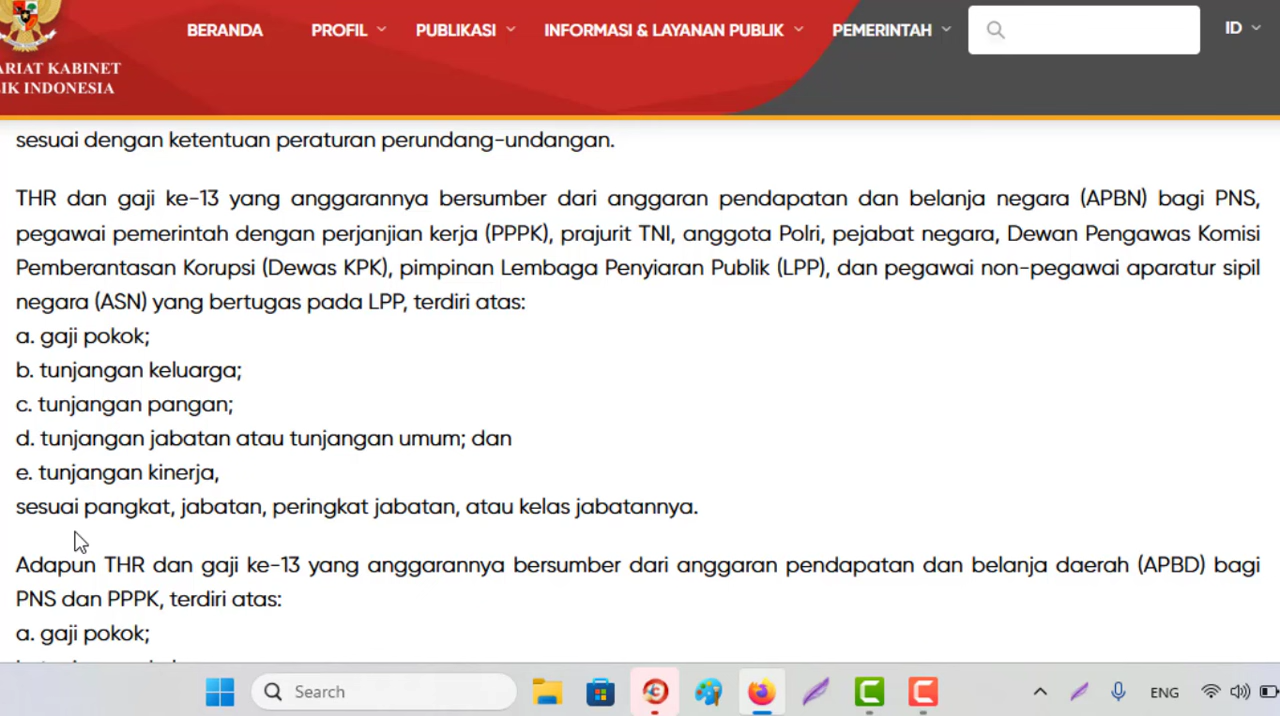 BERANDA PROFIL PUBLIKASI INFORMASI & LAYANAN PUBLIK PEMERINTAH ID
ARIAT KABINET
IK INDONESIA
sesuai dengan ketentuan peraturan perundang-undangan.
THR dan gaji ke-13 yang anggarannya bersumber dari anggaran pendapatan dan belanja negara (APBN) bagi PNS,
pegawai pemerintah dengan perjanjian kerja (PPPK), prajurit TNI, anggota Polri, pejabat negara, Dewan Pengawas Komisi
Pemberantasan Korupsi (Dewas KPK), pimpinan Lembaga Penyiaran Publik (LPP), dan pegawai non-pegawai aparatur sipil
negara (ASN) yang bertugas pada LPP, terdiri atas:
a. gaji pokok;
b. tunjangan keluarga;
c. tunjangan pangan;
d. tunjangan jabatan atau tunjangan umum; dan
e. tunjangan kinerja,
sesuai pangkat, jabatan, peringkat jabatan, atau kelas jabatannya.
Adapun THR dan gaji ke-13 yang anggarannya bersumber dari anggaran pendapatan dan belanja daerah (APBD) bagi
PNS dan PPPK, terdiri atas:
a. gaji pokok;
Search ENG